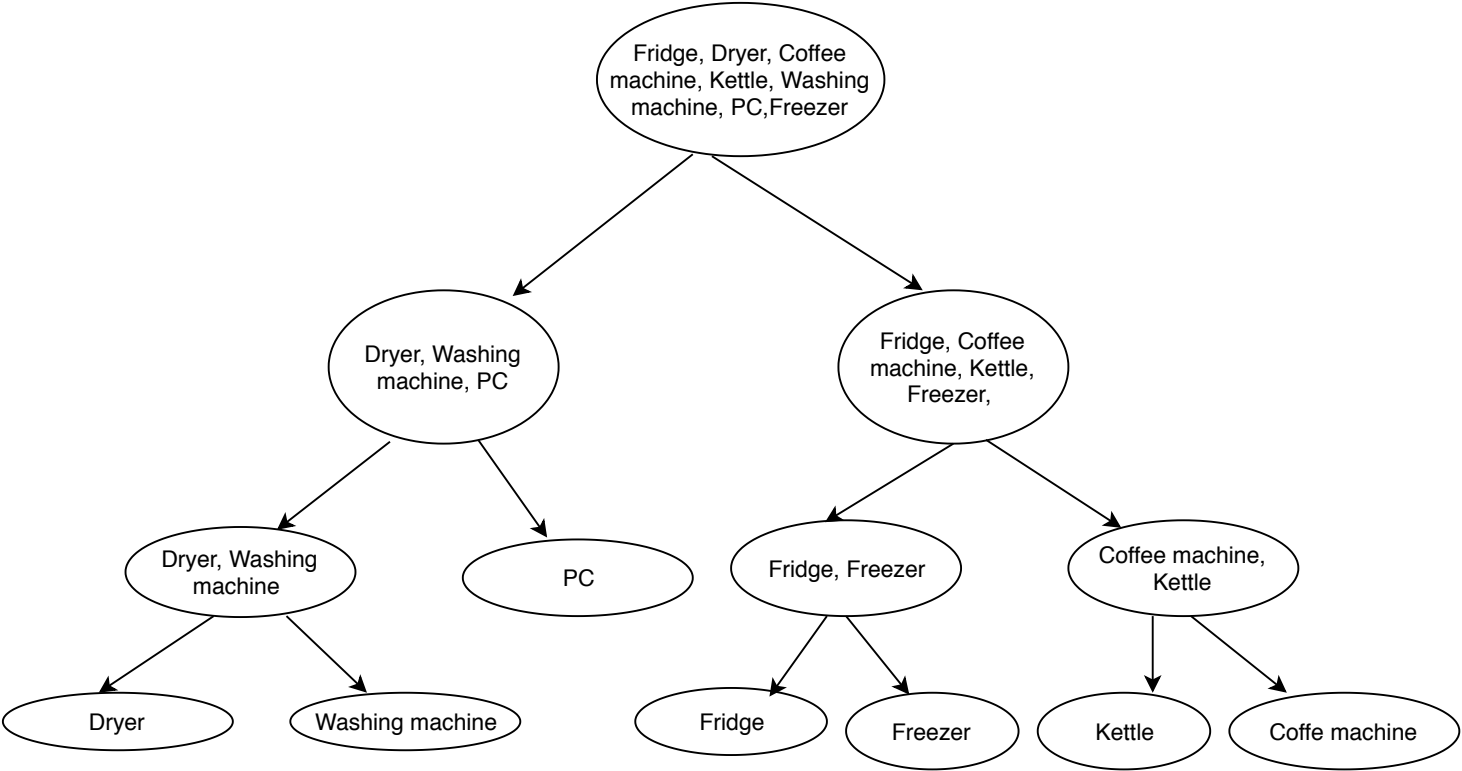 Fridge, Dryer, Coffee
machine, Kettle, Washing
machine, PC,Freezer
Dryer, Washing
machine, PC
Fridge, Coffee
machine, Kettle,
Freezer,
Dryer, Washing
machine
PC
Fridge, Freezer
Coffee machine,
Kettle
Dryer
Washing machine
Fridge
Freezer
Kettle
Coffe machine